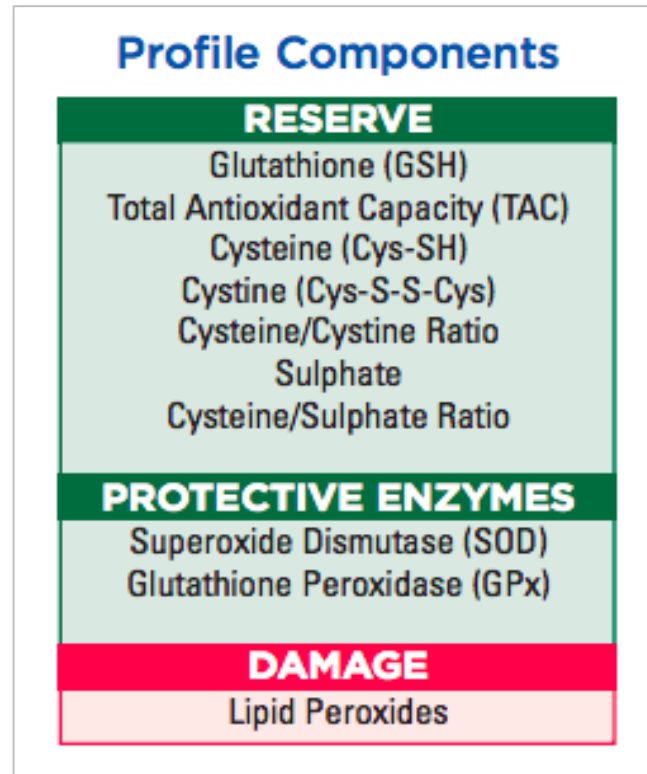 Profile Components
RESERVE
Glutathione (GSH)
Total Antioxidant Capacity (TAC)
Cysteine (Cys-SH)
Cystine (Cys-S-S-Cys)
Cysteine/Cystine Ratio
Sulphate
Cysteine/Sulphate Ratio
PROTECTIVE ENZYMES
Superoxide Dismutase (SOD)
Glutathione Peroxidase (GPx)
DAMAGE
Lipid Peroxides